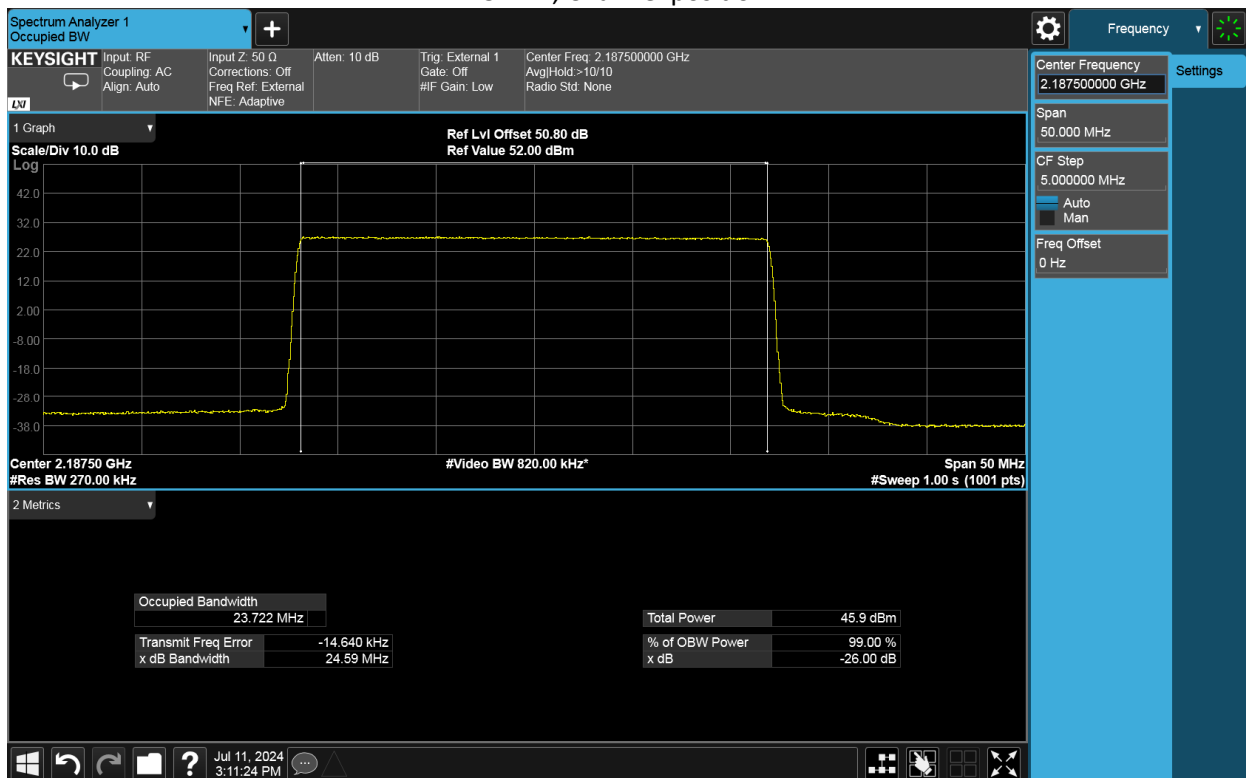 Spectrum Analyzer 1
Occupied BW
Frequency
KEYSIGHT
LXI
Input: RF
Coupling: AC
Align: Auto
Input Z: 50 Ω
Corrections: Off
Freq Ref: External
NFE: Adaptive
Atten: 10 dB
Trig: External 1
Gate: Off
#IF Gain: Low
Center Freq: 2.187500000 GHz
Avg|Hold:>10/10
Radio Std: None
Center Frequency
2.187500000 GHz
Settings
Span
50.000 MHz
CF Step
5.000000 MHz
Auto
Man
Freq Offset
0 Hz
1 Graph
Scale/Div 10.0 dB
Ref Lvl Offset 50.80 dB
Ref Value 52.00 dBm
Log
42.0
32.0
22.0
12.0
2.00
-8.00
-18.0
-28.0
-38.0
Center 2.18750 GHz
#Res BW 270.00 kHz
#Video BW 820.00 kHz*
Span 50 MHz
#Sweep 1.00 s (1001 pts)
2 Metrics
Occupied Bandwidth
23.722 MHz
Transmit Freq Error -14.640 kHz
x dB Bandwidth 24.59 MHz
Total Power 45.9 dBm
% of OBW Power 99.00 %
x dB -26.00 dB
?
Jul 11, 2024
3:11:24 PM